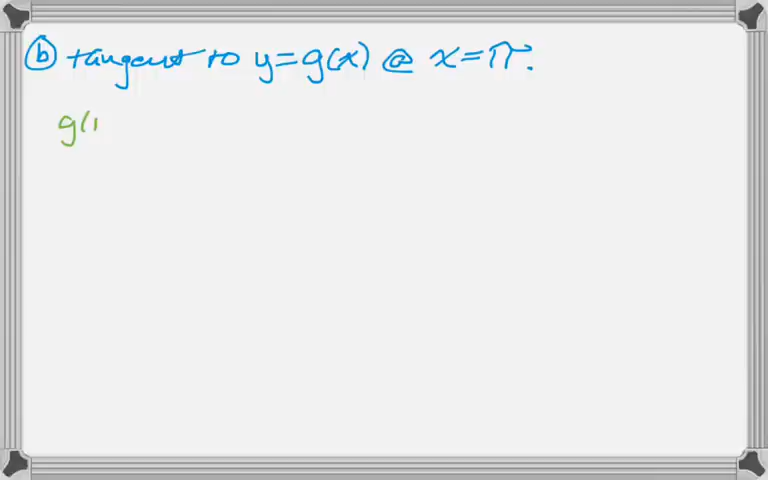 ⓑ tangent to y=g(x) @ x=π?
g(